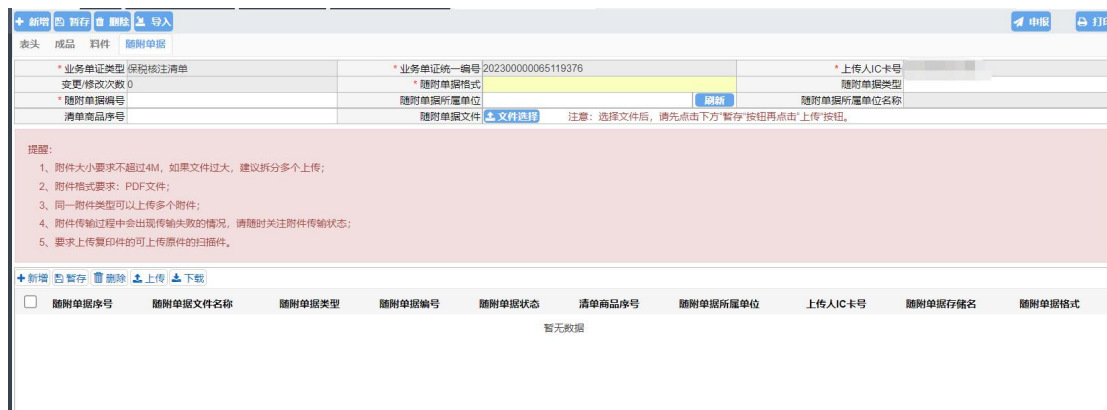 + 新增 暂存 删除 导入 申报 打印
表头 成品 料件 随附单据
*业务单证类型 保税核注清单 *业务单证统一编号 202300000065119376 *上传人IC卡号
变更/修改次数 0 *随附单据格式 随附单据类型
*随附单据编号 随附单据所属单位 刷新 随附单据所属单位名称
清单商品序号 随附单据文件 文件选择 注意：选择文件后，请先点击下方“暂存”按钮再点击“上传”按钮。
提醒：
1、附件大小要求不超过4M，如果文件过大，建议拆分多个上传；
2、附件格式要求：PDF文件；
3、同一附件类型可以上传多个附件；
4、附件传输过程中会出现传输失败的情况，请随时关注附件传输状态；
5、要求上传复印件的可上传原件的扫描件。
+新增 暂存 删除 上传 下载
随附单据序号 随附单据文件名称 随附单据类型 随附单据编号 随附单据状态 清单商品序号 随附单据所属单位 上传人IC卡号 随附单据存储名 随附单据格式
暂无数据